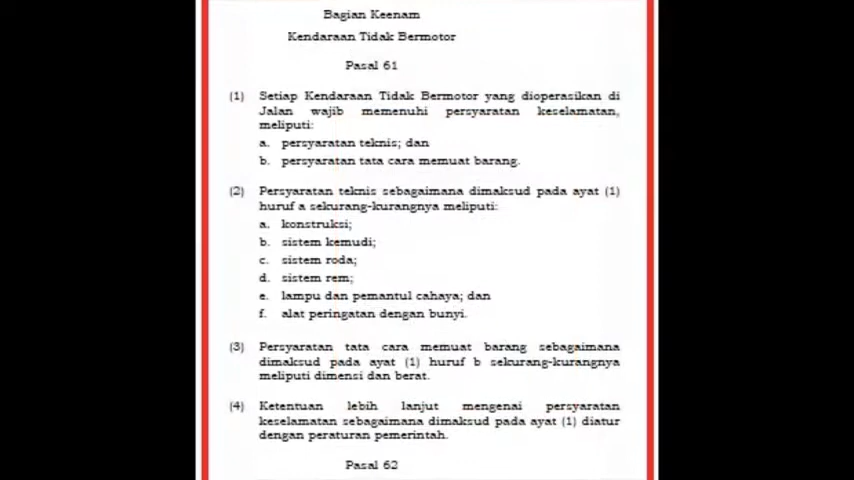 Bagian Keenam
Kendaraan Tidak Bermotor
Pasal 61
(1) Setiap Kendaraan Tidak Bermotor yang dioperasikan di
Jalan wajib memenuhi persyaratan keselamatan,
meliputi:
a. persyaratan teknis; dan
b. persyaratan tata cara memuat barang.
(2) Persyaratan teknis sebagaimana dimaksud pada ayat (1)
huruf a sekurang-kurangnya meliputi:
a. konstruksi;
b. sistem kemudi;
c. sistem roda;
d. sistem rem;
e. lampu dan pemantul cahaya; dan
f. alat peringatan dengan bunyi.
(3) Persyaratan tata cara memuat barang sebagaimana
dimaksud pada ayat (1) huruf b sekurang-kurangnya
meliputi dimensi dan berat.
(4) Ketentuan lebih lanjut mengenai persyaratan
keselamatan sebagaimana dimaksud pada ayat (1) diatur
dengan peraturan pemerintah.
Pasal 62